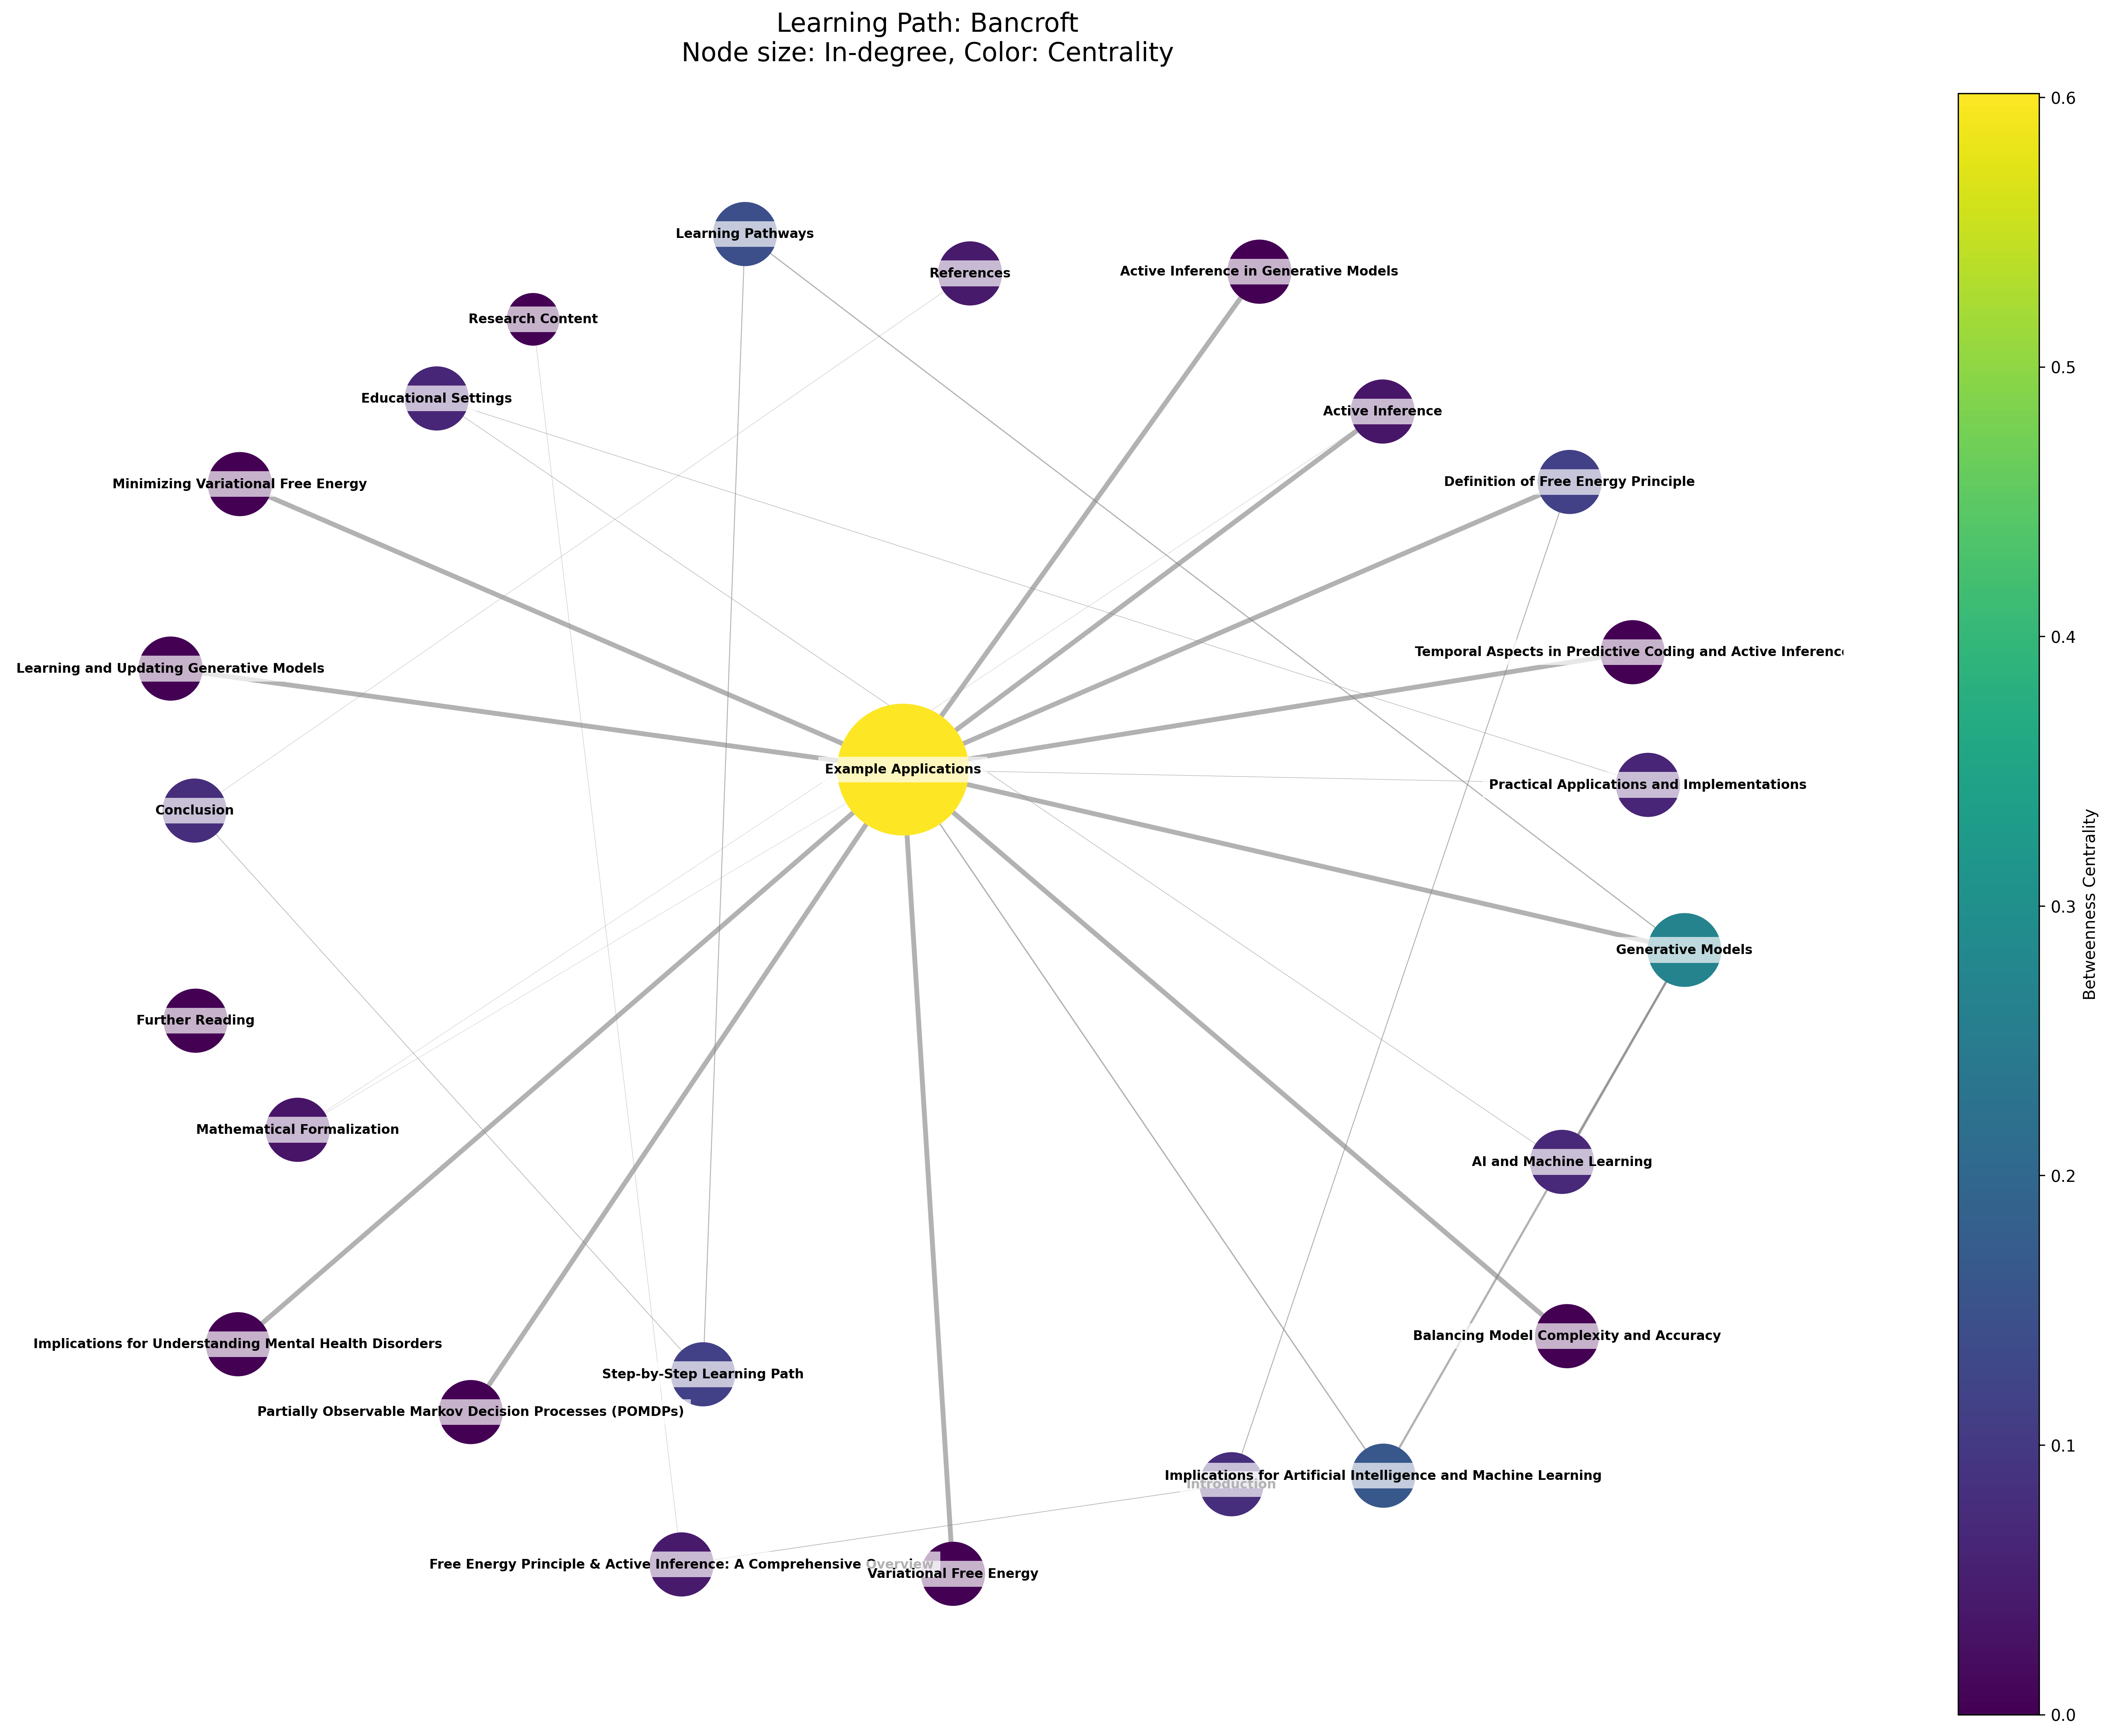 Learning Path: Bancroft
Node size: In-degree, Color: Centrality
Learning Pathways
References
Active Inference in Generative Models
Research Content
Educational Settings
Active Inference
Minimizing Variational Free Energy
Definition of Free Energy Principle
Learning and Updating Generative Models
Temporal Aspects in Predictive Coding and Active Inference
Example Applications
Practical Applications and Implementations
Conclusion
Generative Models
Further Reading
Mathematical Formalization
AI and Machine Learning
Implications for Understanding Mental Health Disorders
Balancing Model Complexity and Accuracy
Step-by-Step Learning Path
Partially Observable Markov Decision Processes (POMDPs)
Implications for Artificial Intelligence and Machine Learning
Introduction
Free Energy Principle & Active Inference: A Comprehensive Overview
Variational Free Energy
0.6
0.5
0.4
0.3
0.2
0.1
0.0
Betweenness Centrality